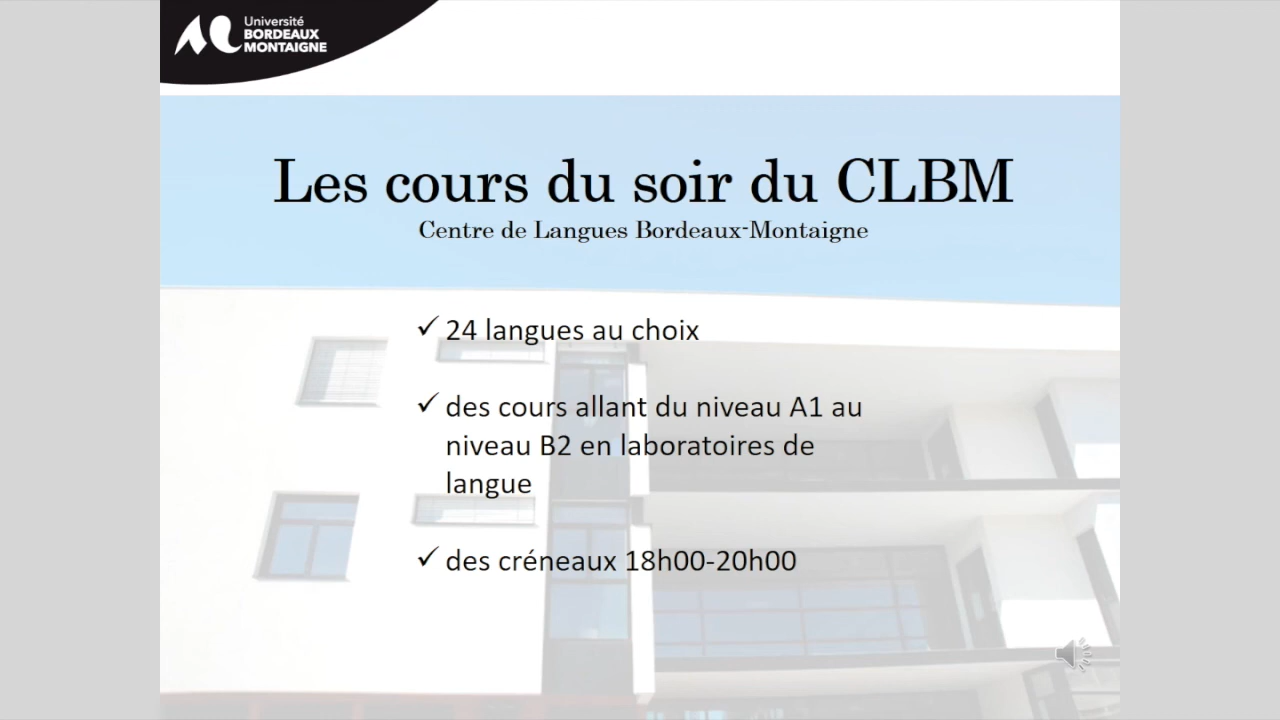 Université
BORDEAUX
MONTAIGNE
Les cours du soir du CLBM
Centre de Langues Bordeaux-Montaigne
✓ 24 langues au choix
✓ des cours allant du niveau A1 au
niveau B2 en laboratoires de
langue
✓ des créneaux 18h00-20h00